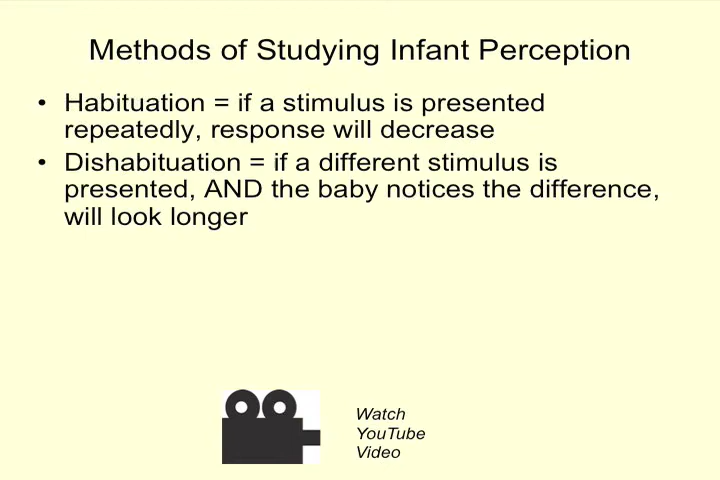 Methods of Studying Infant Perception
• Habituation = if a stimulus is presented
repeatedly, response will decrease
• Dishabituation = if a different stimulus is
presented, AND the baby notices the difference,
will look longer
Watch
YouTube
Video